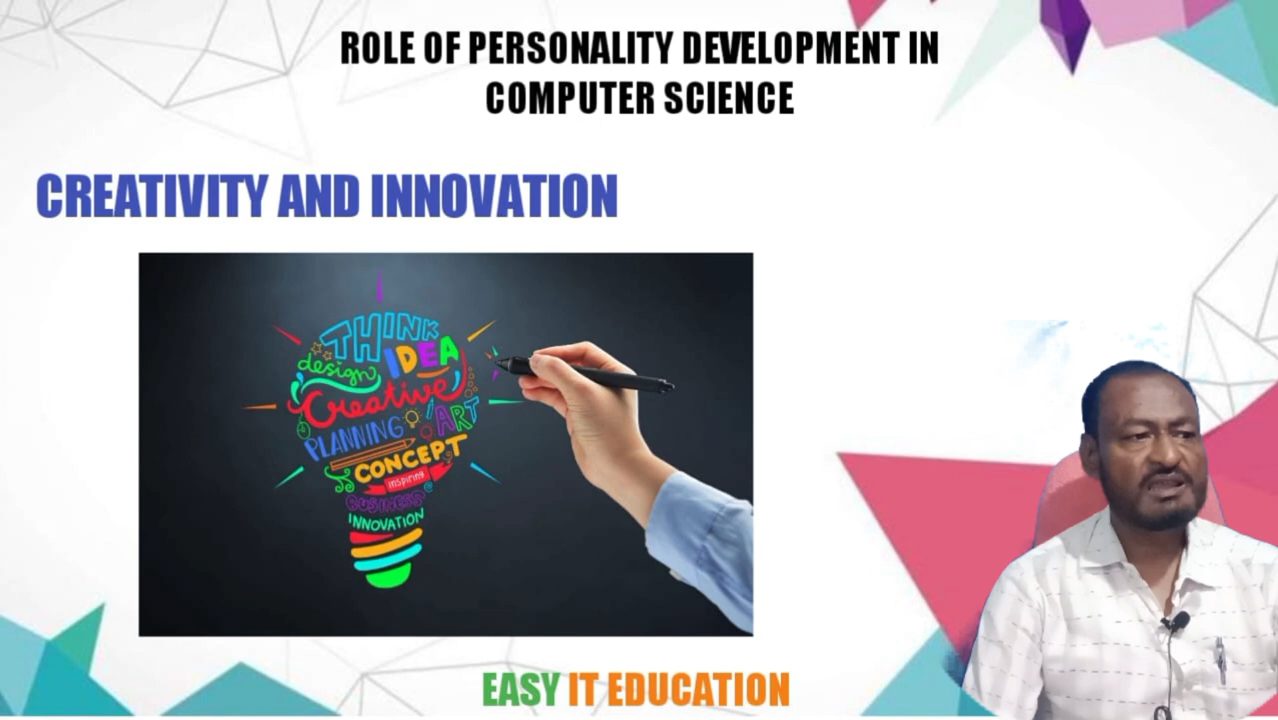 ROLE OF PERSONALITY DEVELOPMENT IN
COMPUTER SCIENCE
CREATIVITY AND INNOVATION
THINK
IDEA
design
Creative
ART
PLANNING
CONCEPT
inspiring
BUSINESS
INNOVATION
EASY IT EDUCATION